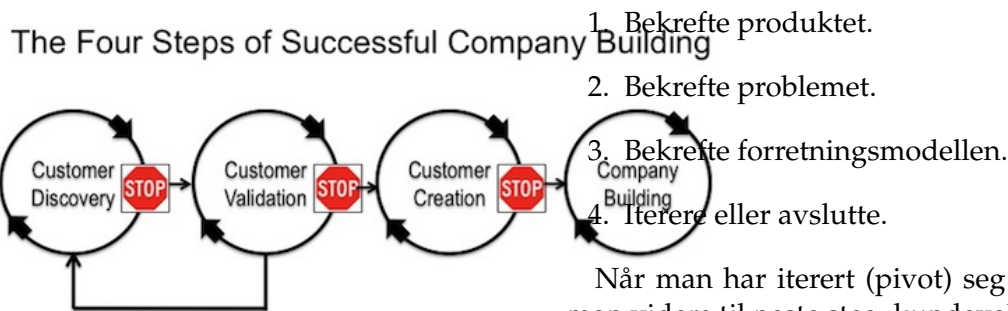 The Four Steps of Successful Company Building
Customer
Discovery
STOP
Customer
Validation
STOP
Customer
Creation
STOP
Company
Building
1. Bekrefte produktet.
2. Bekrefte problemet.
3. Bekrefte forretningsmodellen.
4. Iterere eller avslutte.
Når man har iterert (pivot) seg